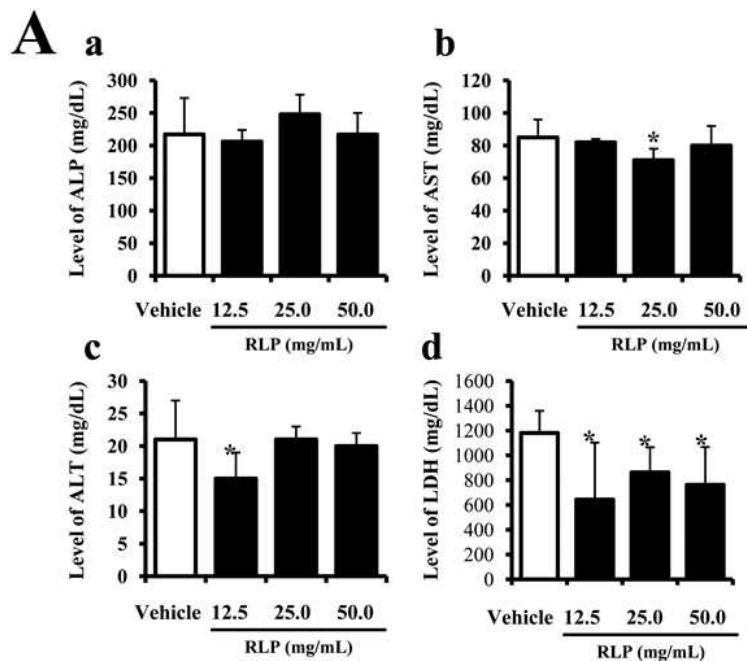 A
a
Level of ALP (mg/dL)
300
250
200
150
100
50
0
Vehicle 12.5 25.0 50.0
RLP (mg/mL)
b
Level of AST (mg/dL)
120
100
80
60
40
20
0
*
Vehicle 12.5 25.0 50.0
RLP (mg/mL)
c
Level of ALT (mg/dL)
30
25
20
15
10
5
0
*
Vehicle 12.5 25.0 50.0
RLP (mg/mL)
d
Level of LDH (mg/dL)
1600
1400
1200
1000
800
600
400
200
0
* * *
Vehicle 12.5 25.0 50.0
RLP (mg/mL)